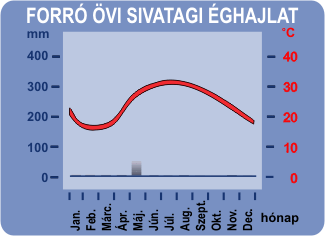 FORRÓ ÖVI SIVATAGI ÉGHAJLAT
mm °C
400 40
300 30
200 20
100 10
0 0
Jan. Feb. Márc. Ápr. Máj. Jún. Júl. Aug. Szept. Okt. Nov. Dec. hónap